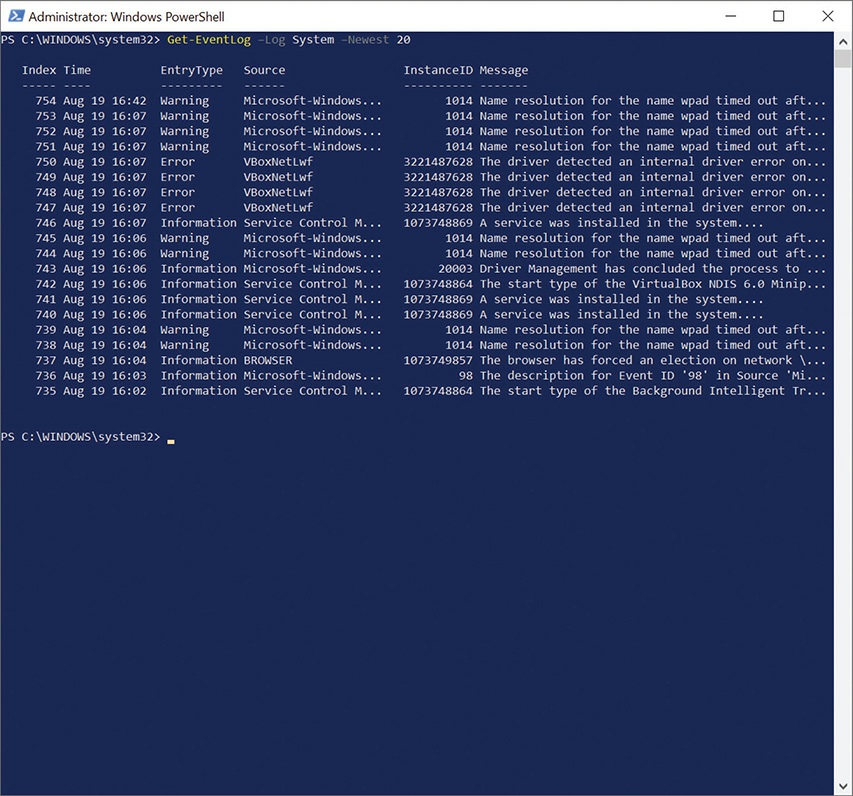 Administrator: Windows PowerShell
PS C:\WINDOWS\system32> Get-EventLog –Log System –Newest 20
Index Time EntryType Source InstanceID Message
----- ---- --------- ------ ---------- -------
754 Aug 19 16:42 Warning Microsoft-Windows... 1014 Name resolution for the name wpad timed out aft...
753 Aug 19 16:07 Warning Microsoft-Windows... 1014 Name resolution for the name wpad timed out aft...
752 Aug 19 16:07 Warning Microsoft-Windows... 1014 Name resolution for the name wpad timed out aft...
751 Aug 19 16:07 Warning Microsoft-Windows... 1014 Name resolution for the name wpad timed out aft...
750 Aug 19 16:07 Error VBoxNetLwf 3221487628 The driver detected an internal driver error on...
749 Aug 19 16:07 Error VBoxNetLwf 3221487628 The driver detected an internal driver error on...
748 Aug 19 16:07 Error VBoxNetLwf 3221487628 The driver detected an internal driver error on...
747 Aug 19 16:07 Error VBoxNetLwf 3221487628 The driver detected an internal driver error on...
746 Aug 19 16:07 Information Service Control M... 1073748869 A service was installed in the system....
745 Aug 19 16:06 Warning Microsoft-Windows... 1014 Name resolution for the name wpad timed out aft...
744 Aug 19 16:06 Warning Microsoft-Windows... 1014 Name resolution for the name wpad timed out aft...
743 Aug 19 16:06 Information Microsoft-Windows... 20003 Driver Management has concluded the process to ...
742 Aug 19 16:06 Information Service Control M... 1073748864 The start type of the VirtualBox NDIS 6.0 Minip...
741 Aug 19 16:06 Information Service Control M... 1073748869 A service was installed in the system....
740 Aug 19 16:06 Information Service Control M... 1073748869 A service was installed in the system....
739 Aug 19 16:04 Warning Microsoft-Windows... 1014 Name resolution for the name wpad timed out aft...
738 Aug 19 16:04 Warning Microsoft-Windows... 1014 Name resolution for the name wpad timed out aft...
737 Aug 19 16:04 Information BROWSER 1073749857 The browser has forced an election on network \...
736 Aug 19 16:03 Information Microsoft-Windows... 98 The description for Event ID '98' in Source 'Mi...
735 Aug 19 16:02 Information Service Control M... 1073748864 The start type of the Background Intelligent Tr...
PS C:\WINDOWS\system32>